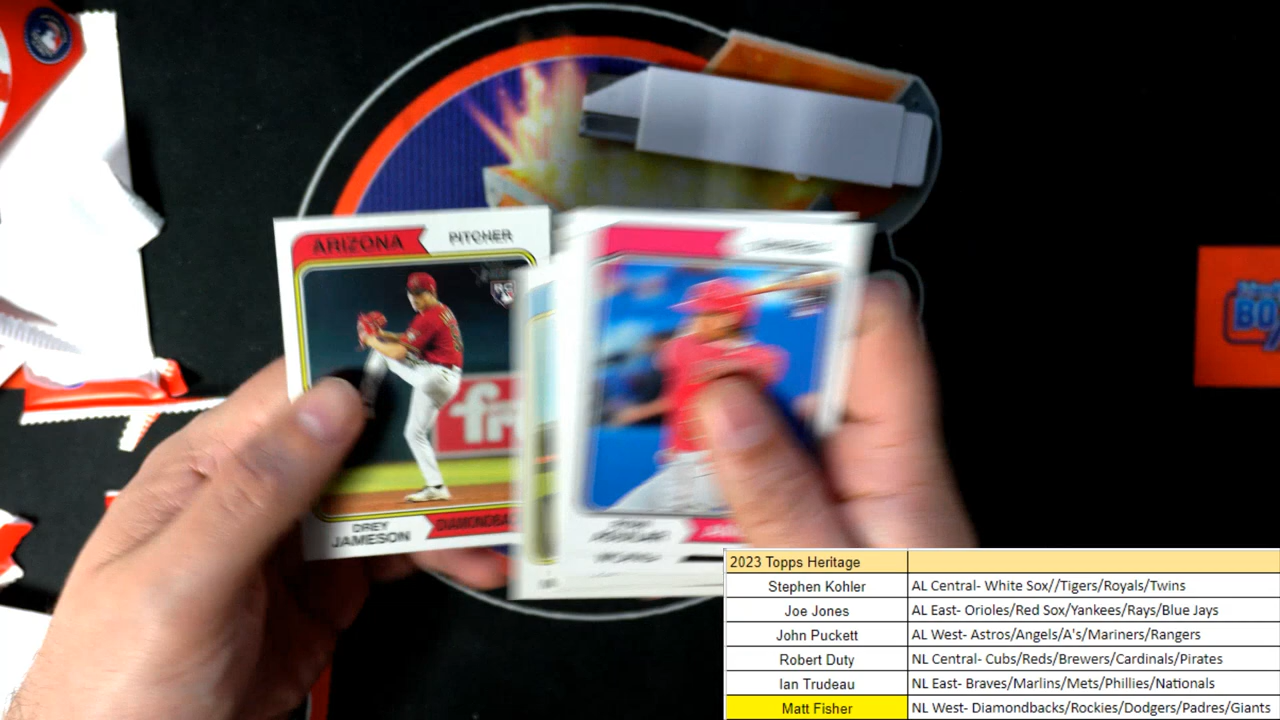 ARIZONA PITCHER
RC
DREY
JAMESON
2023 Topps Heritage
Stephen Kohler AL Central- White Sox//Tigers/Royals/Twins
Joe Jones AL East- Orioles/Red Sox/Yankees/Rays/Blue Jays
John Puckett AL West- Astros/Angels/A's/Mariners/Rangers
Robert Duty NL Central- Cubs/Reds/Brewers/Cardinals/Pirates
Ian Trudeau NL East- Braves/Marlins/Mets/Phillies/Nationals
Matt Fisher NL West- Diamondbacks/Rockies/Dodgers/Padres/Giants